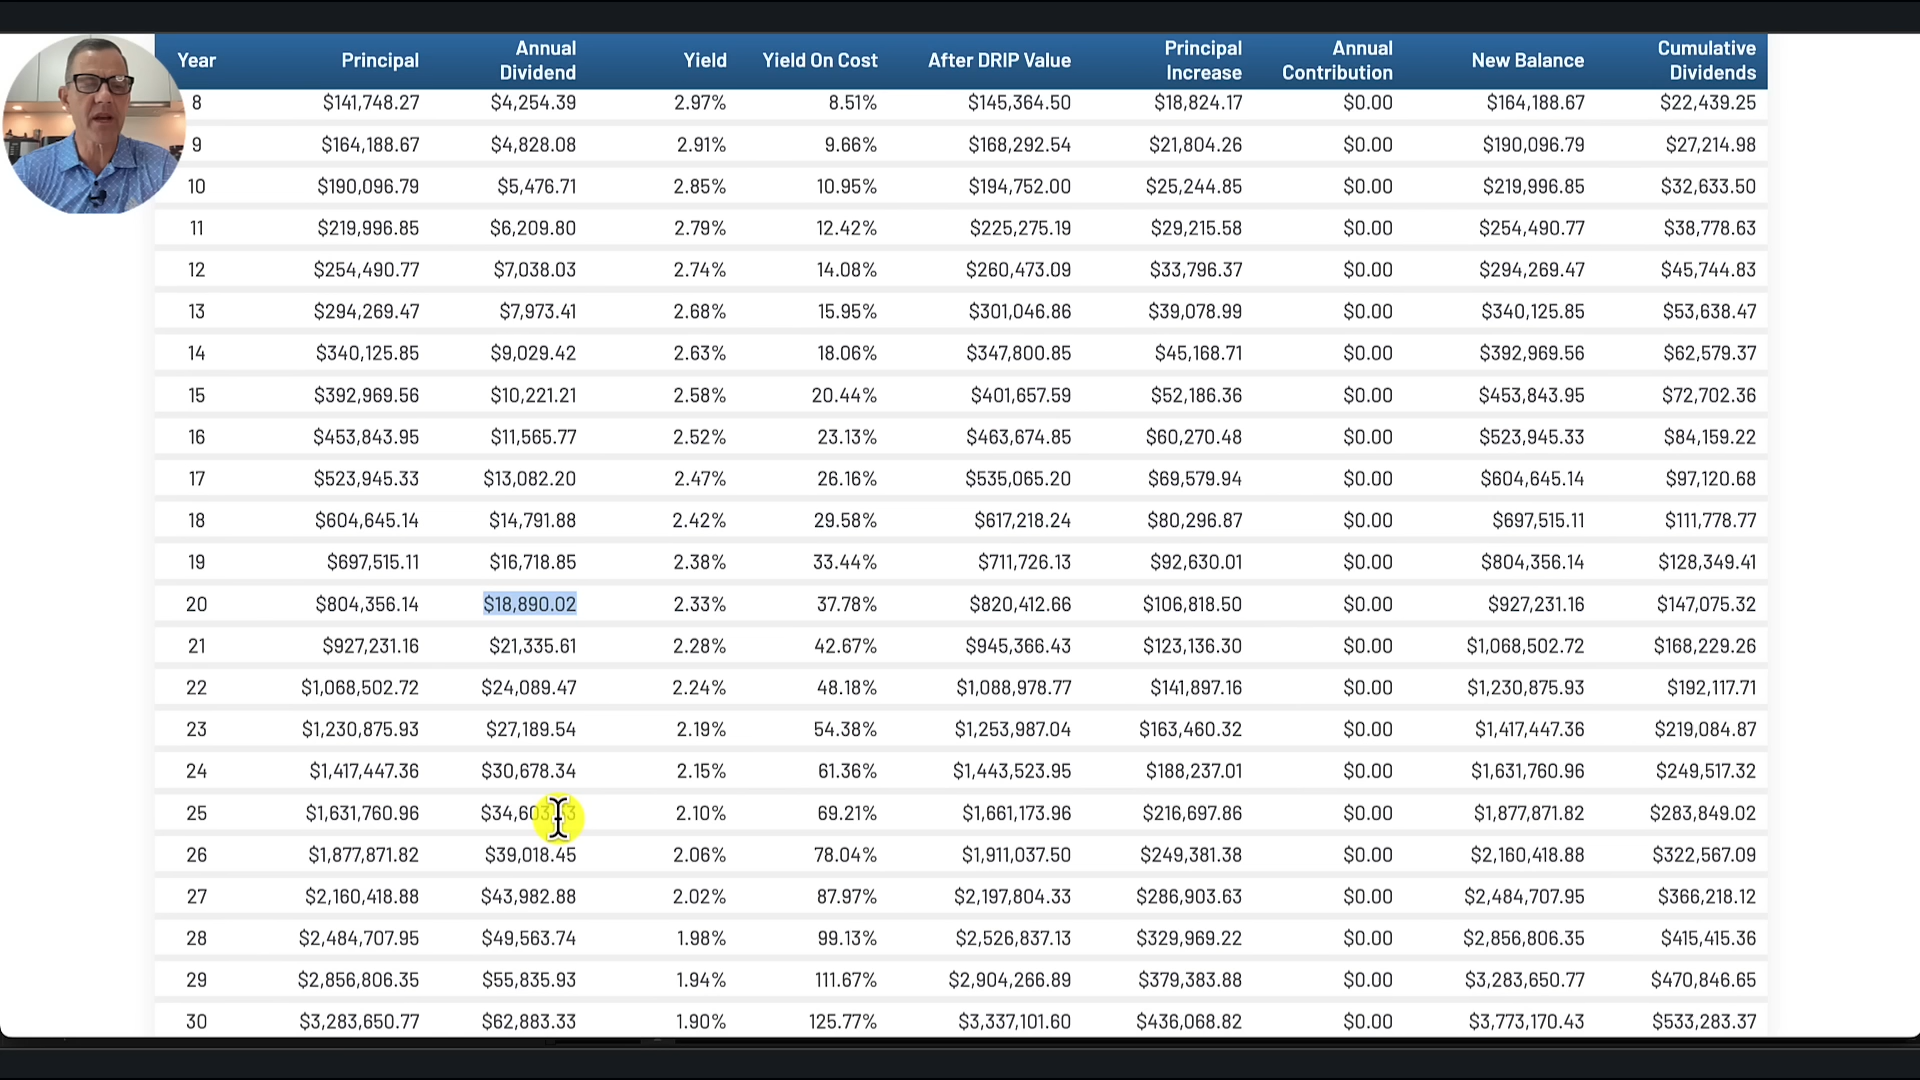 Year Principal Annual Dividend Yield Yield On Cost After DRIP Value Principal Increase Annual Contribution New Balance Cumulative Dividends
8 $141,748.27 $4,254.39 2.97% 8.51% $145,364.50 $18,824.17 $0.00 $164,188.67 $22,439.25
9 $164,188.67 $4,828.08 2.91% 9.66% $168,292.54 $21,804.26 $0.00 $190,096.79 $27,214.98
10 $190,096.79 $5,476.71 2.85% 10.95% $194,752.00 $25,244.85 $0.00 $219,996.85 $32,633.50
11 $219,996.85 $6,209.80 2.79% 12.42% $225,275.19 $29,215.58 $0.00 $254,490.77 $38,778.63
12 $254,490.77 $7,038.03 2.74% 14.08% $260,473.09 $33,796.37 $0.00 $294,269.47 $45,744.83
13 $294,269.47 $7,973.41 2.68% 15.95% $301,046.86 $39,078.99 $0.00 $340,125.85 $53,638.47
14 $340,125.85 $9,029.42 2.63% 18.06% $347,800.85 $45,168.71 $0.00 $392,969.56 $62,579.37
15 $392,969.56 $10,221.21 2.58% 20.44% $401,657.59 $52,186.36 $0.00 $453,843.95 $72,702.36
16 $453,843.95 $11,565.77 2.52% 23.13% $463,674.85 $60,270.48 $0.00 $523,945.33 $84,159.22
17 $523,945.33 $13,082.20 2.47% 26.16% $535,065.20 $69,579.94 $0.00 $604,645.14 $97,120.68
18 $604,645.14 $14,791.88 2.42% 29.58% $617,218.24 $80,296.87 $0.00 $697,515.11 $111,778.77
19 $697,515.11 $16,718.85 2.38% 33.44% $711,726.13 $92,630.01 $0.00 $804,356.14 $128,349.41
20 $804,356.14 $18,890.02 2.33% 37.78% $820,412.66 $106,818.50 $0.00 $927,231.16 $147,075.32
21 $927,231.16 $21,335.61 2.28% 42.67% $945,366.43 $123,136.30 $0.00 $1,068,502.72 $168,229.26
22 $1,068,502.72 $24,089.47 2.24% 48.18% $1,088,978.77 $141,897.16 $0.00 $1,230,875.93 $192,117.71
23 $1,230,875.93 $27,189.54 2.19% 54.38% $1,253,987.04 $163,460.32 $0.00 $1,417,447.36 $219,084.87
24 $1,417,447.36 $30,678.34 2.15% 61.36% $1,443,523.95 $188,237.01 $0.00 $1,631,760.96 $249,517.32
25 $1,631,760.96 2.10% 69.21% $1,661,173.96 $216,697.86 $0.00 $1,877,871.82 $283,849.02
26 $1,877,871.82 $39,018.45 2.06% 78.04% $1,911,037.50 $249,381.38 $0.00 $2,160,418.88 $322,567.09
27 $2,160,418.88 $43,982.88 2.02% 87.97% $2,197,804.33 $286,903.63 $0.00 $2,484,707.95 $366,218.12
28 $2,484,707.95 $49,563.74 1.98% 99.13% $2,526,837.13 $329,969.22 $0.00 $2,856,806.35 $415,415.36
29 $2,856,806.35 $55,835.93 1.94% 111.67% $2,904,266.89 $379,383.88 $0.00 $3,283,650.77 $470,846.65
30 $3,283,650.77 $62,883.33 1.90% 125.77% $3,337,101.60 $436,068.82 $0.00 $3,773,170.43 $533,283.37